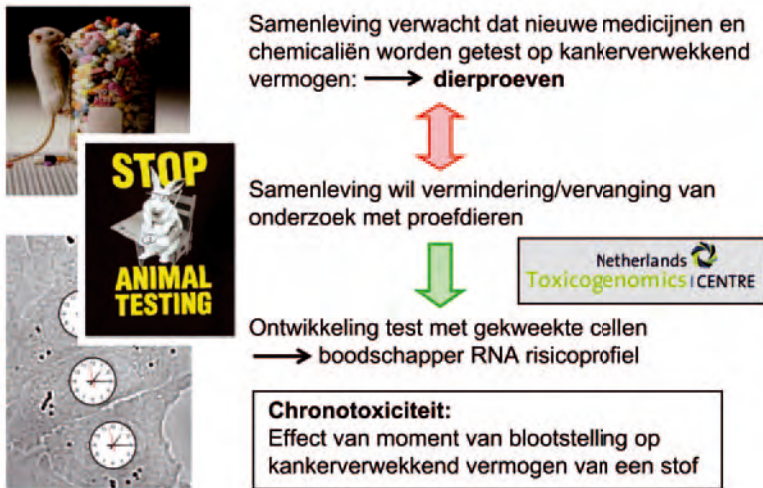 Samenleving verwacht dat nieuwe medicijnen en
chemicaliën worden getest op kankerverwekkend
vermogen: ⟶ dierproeven
STOP
ANIMAL
TESTING
Samenleving wil vermindering/vervanging van
onderzoek met proefdieren
Netherlands
Toxicogenomics | CENTRE
Ontwikkeling test met gekweekte cellen
⟶ boodschapper RNA risicoprofiel
Chronotoxiciteit:
Effect van moment van blootstelling op
kankerverwekkend vermogen van een stof